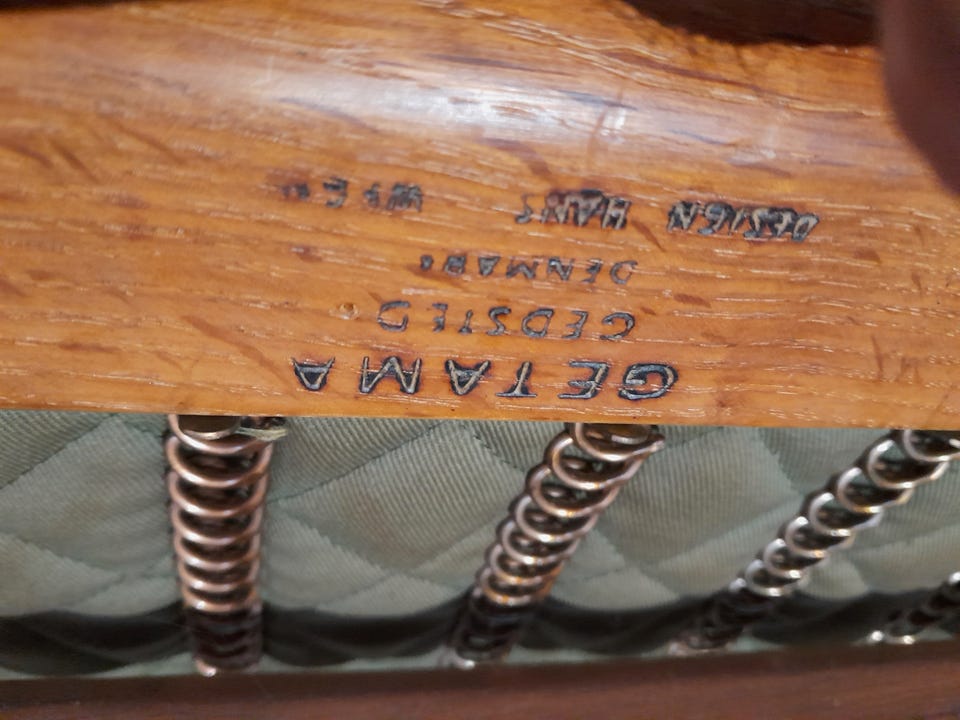 GETAMA
GEDSTED
DENMARK
DESIGN HANS